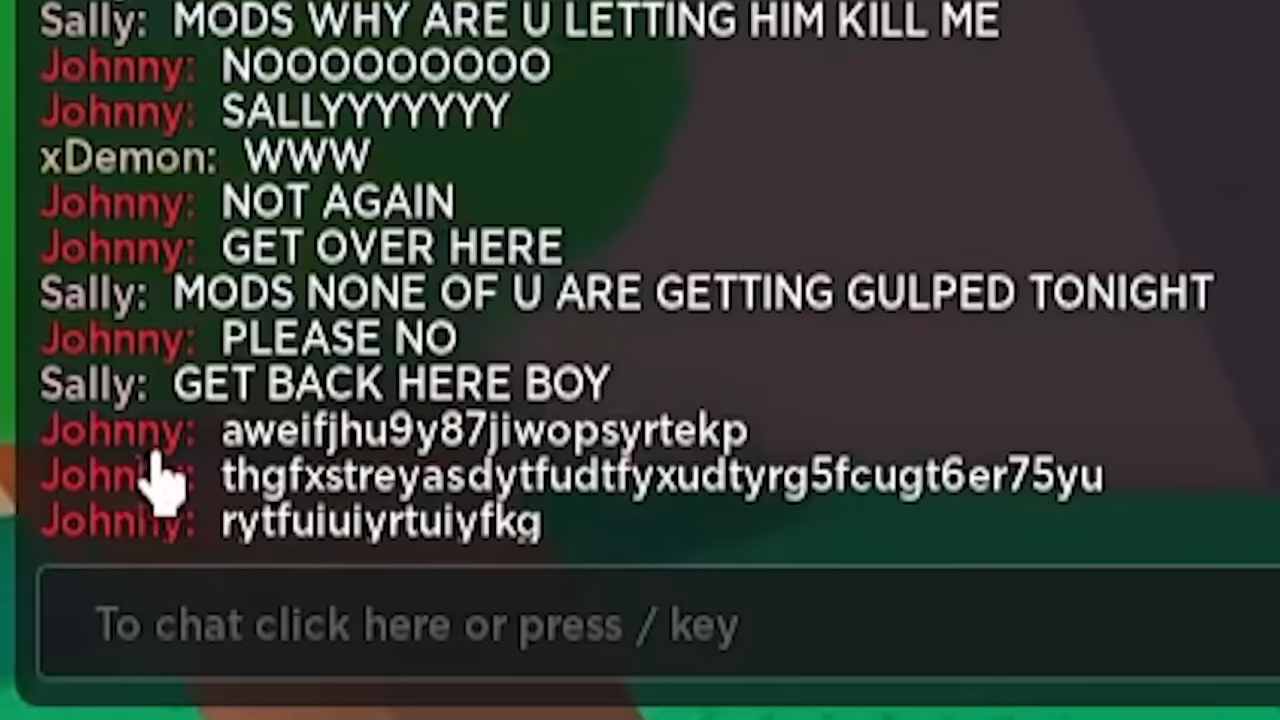 Sally: MODS WHY ARE U LETTING HIM KILL ME
Johnny: NOOOOOOOOO
Johnny: SALLYYYYYYY
xDemon: WWW
Johnny: NOT AGAIN
Johnny: GET OVER HERE
Sally: MODS NONE OF U ARE GETTING GULPED TONIGHT
Johnny: PLEASE NO
Sally: GET BACK HERE BOY
Johnny: aweifjhu9y87jiwopsyrtekp
Johnny: thgfxstreyasdytfudtfyxudtyrg5fcugt6er75yu
Johnny: rytfuiuiyrtuiyfkg
To chat click here or press / key